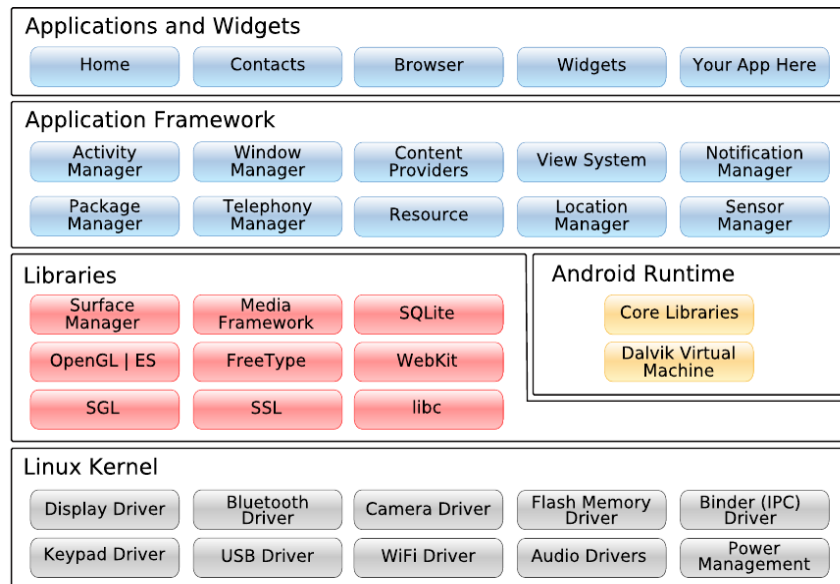 Applications and Widgets
Home
Contacts
Browser
Widgets
Your App Here
Application Framework
Activity
Manager
Window
Manager
Content
Providers
View System
Notification
Manager
Package
Manager
Telephony
Manager
Resource
Location
Manager
Sensor
Manager
Libraries
Surface
Manager
Media
Framework
SQLite
OpenGL | ES
FreeType
WebKit
SGL
SSL
libc
Android Runtime
Core Libraries
Dalvik Virtual
Machine
Linux Kernel
Display Driver
Bluetooth
Driver
Camera Driver
Flash Memory
Driver
Binder (IPC)
Driver
Keypad Driver
USB Driver
WiFi Driver
Audio Drivers
Power
Management